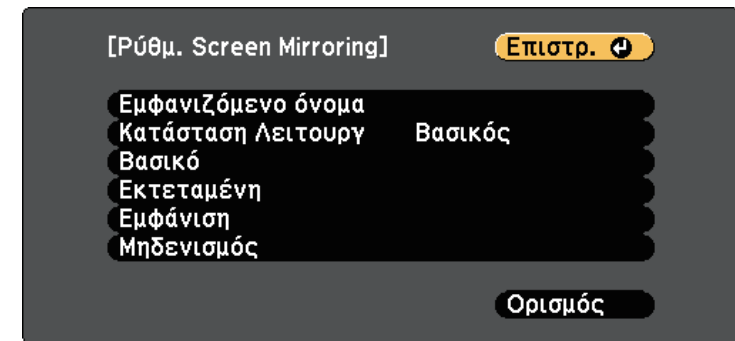 [Ρύθμ. Screen Mirroring] Επιστρ.
Εμφανιζόμενο όνομα
Κατάσταση Λειτουργ Βασικός
Βασικό
Εκτεταμένη
Εμφάνιση
Μηδενισμός
Ορισμός